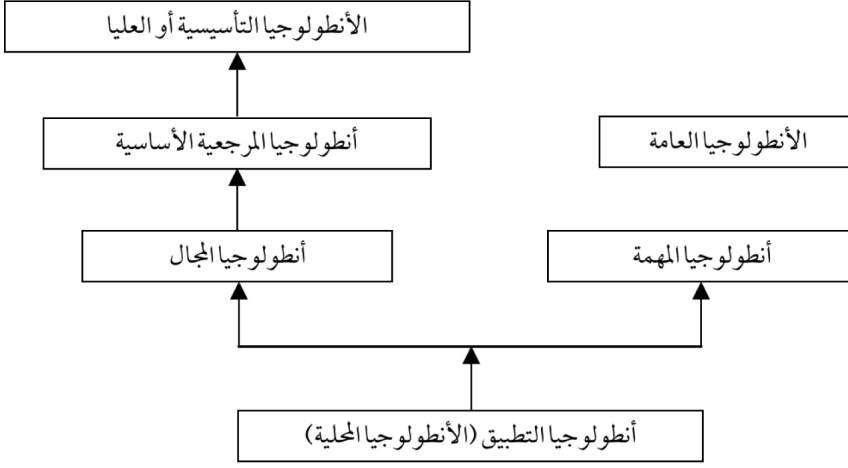 الأنطولوجيا التأسيسية أو العليا
أنطولوجيا المرجعية الأساسية
الأنطولوجيا العامة
أنطولوجيا المجال
أنطولوجيا المهمة
أنطولوجيا التطبيق (الأنطولوجيا المحلية)